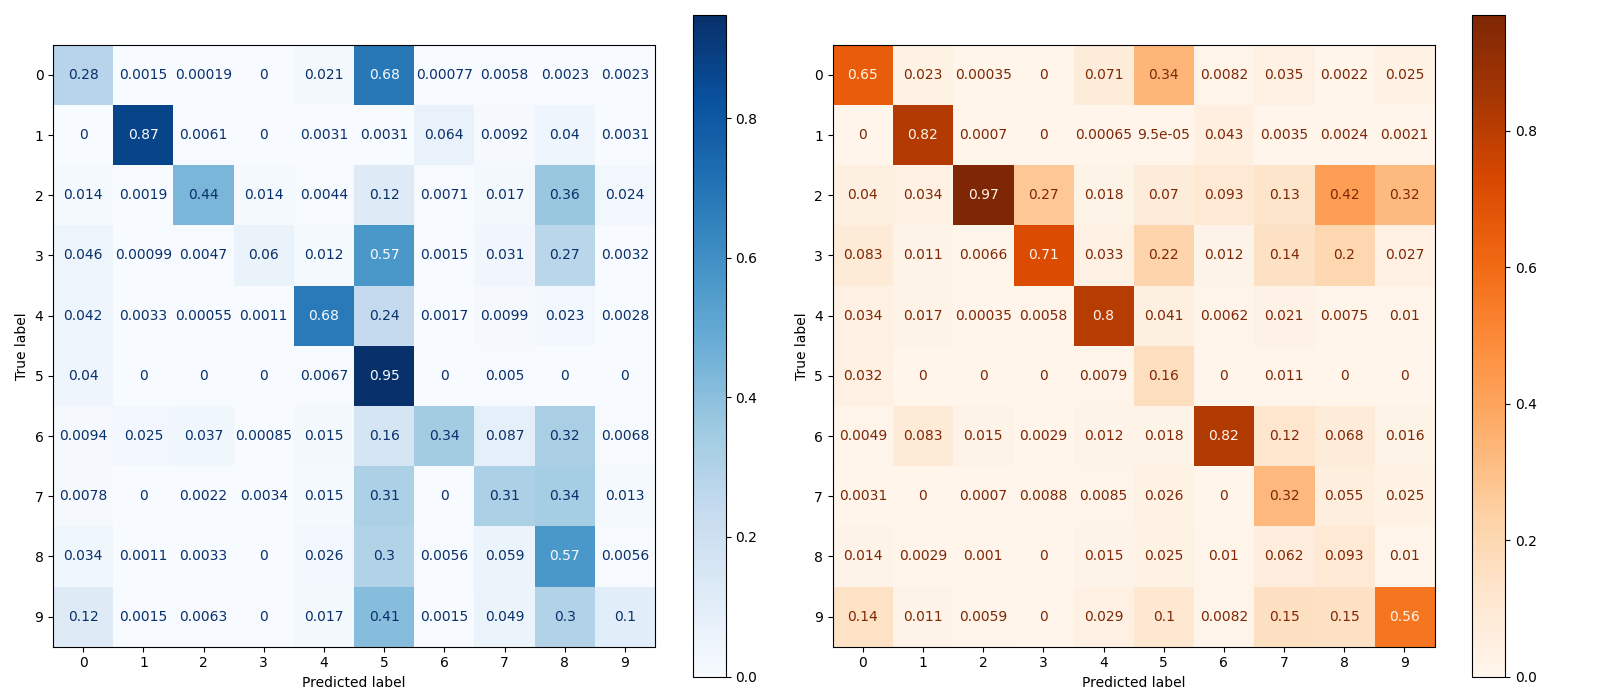 0 0.28 0.0015 0.00019 0 0.021 0.68 0.00077 0.0058 0.0023 0.0023
1 0 0.87 0.0061 0 0.0031 0.0031 0.064 0.0092 0.04 0.0031
2 0.014 0.0019 0.44 0.014 0.0044 0.12 0.0071 0.017 0.36 0.024
3 0.046 0.00099 0.0047 0.06 0.012 0.57 0.0015 0.031 0.27 0.0032
4 0.042 0.0033 0.00055 0.0011 0.68 0.24 0.0017 0.0099 0.023 0.0028
5 0.04 0 0 0 0.0067 0.95 0 0.005 0 0
6 0.0094 0.025 0.037 0.00085 0.015 0.16 0.34 0.087 0.32 0.0068
7 0.0078 0 0.0022 0.0034 0.015 0.31 0 0.31 0.34 0.013
8 0.034 0.0011 0.0033 0 0.026 0.3 0.0056 0.059 0.57 0.0056
9 0.12 0.0015 0.0063 0 0.017 0.41 0.0015 0.049 0.3 0.1
0 1 2 3 4 5 6 7 8 9
Predicted label
True label
0.8
0.6
0.4
0.2
0.0
0 0.65 0.023 0.00035 0 0.071 0.34 0.0082 0.035 0.0022 0.025
1 0 0.82 0.0007 0 0.00065 9.5e-05 0.043 0.0035 0.0024 0.0021
2 0.04 0.034 0.97 0.27 0.018 0.07 0.093 0.13 0.42 0.32
3 0.083 0.011 0.0066 0.71 0.033 0.22 0.012 0.14 0.2 0.027
4 0.034 0.017 0.00035 0.0058 0.8 0.041 0.0062 0.021 0.0075 0.01
5 0.032 0 0 0 0.0079 0.16 0 0.011 0 0
6 0.0049 0.083 0.015 0.0029 0.012 0.018 0.82 0.12 0.068 0.016
7 0.0031 0 0.0007 0.0088 0.0085 0.026 0 0.32 0.055 0.025
8 0.014 0.0029 0.001 0 0.015 0.025 0.01 0.062 0.093 0.01
9 0.14 0.011 0.0059 0 0.029 0.1 0.0082 0.15 0.15 0.56
0 1 2 3 4 5 6 7 8 9
Predicted label
True label
0.8
0.6
0.4
0.2
0.0